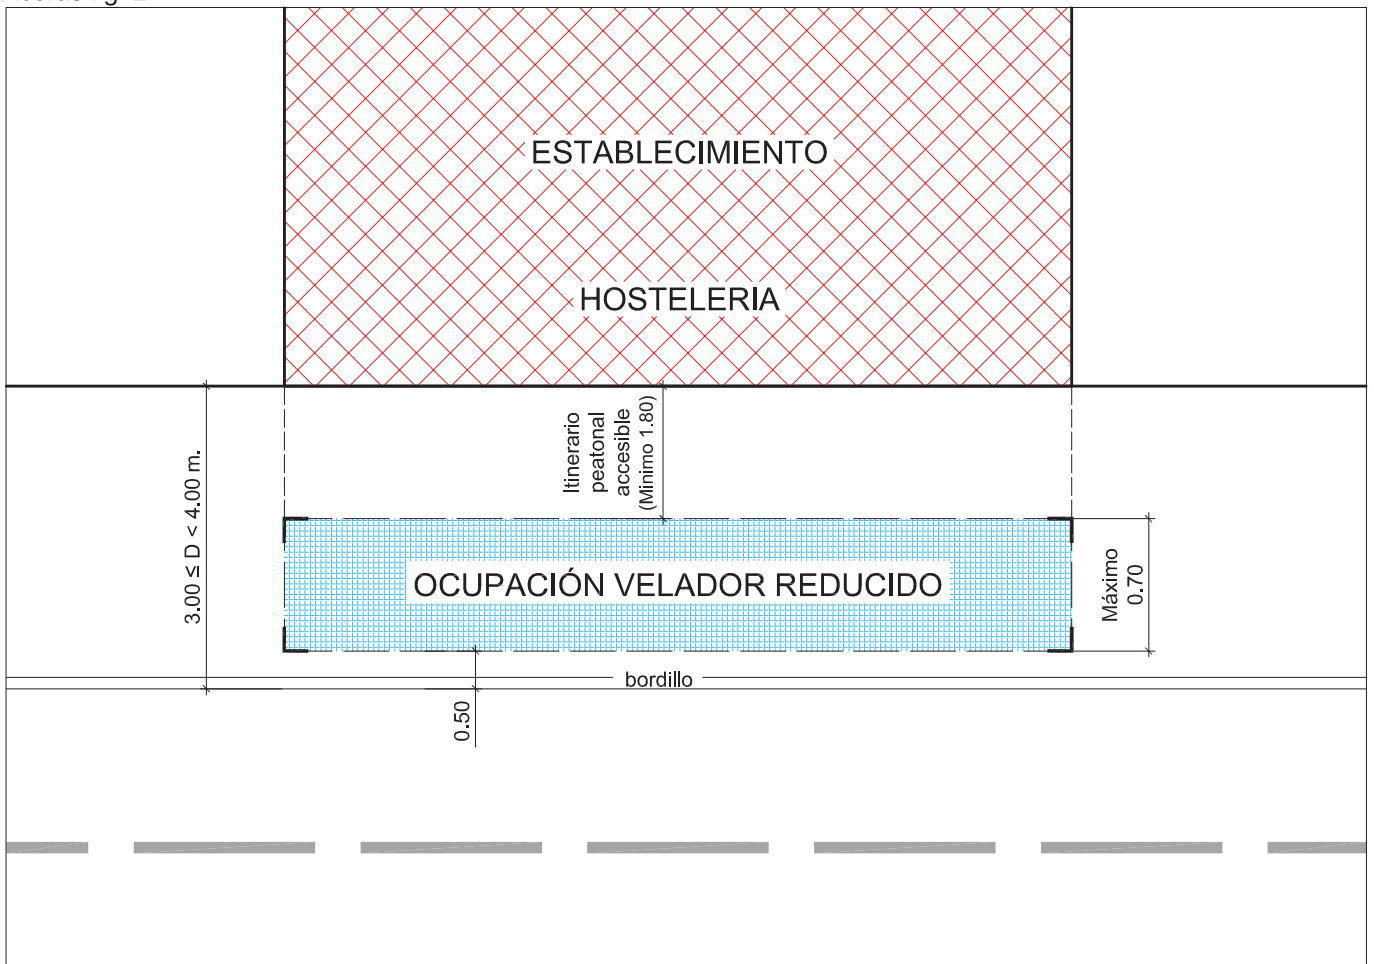 ESTABLECIMIENTO
HOSTELERIA
Itinerario
peatonal
accesible
(Minimo 1.80)
3.00 ≤ D < 4.00 m.
OCUPACIÓN VELADOR REDUCIDO
Máximo
0.70
bordillo
0.50